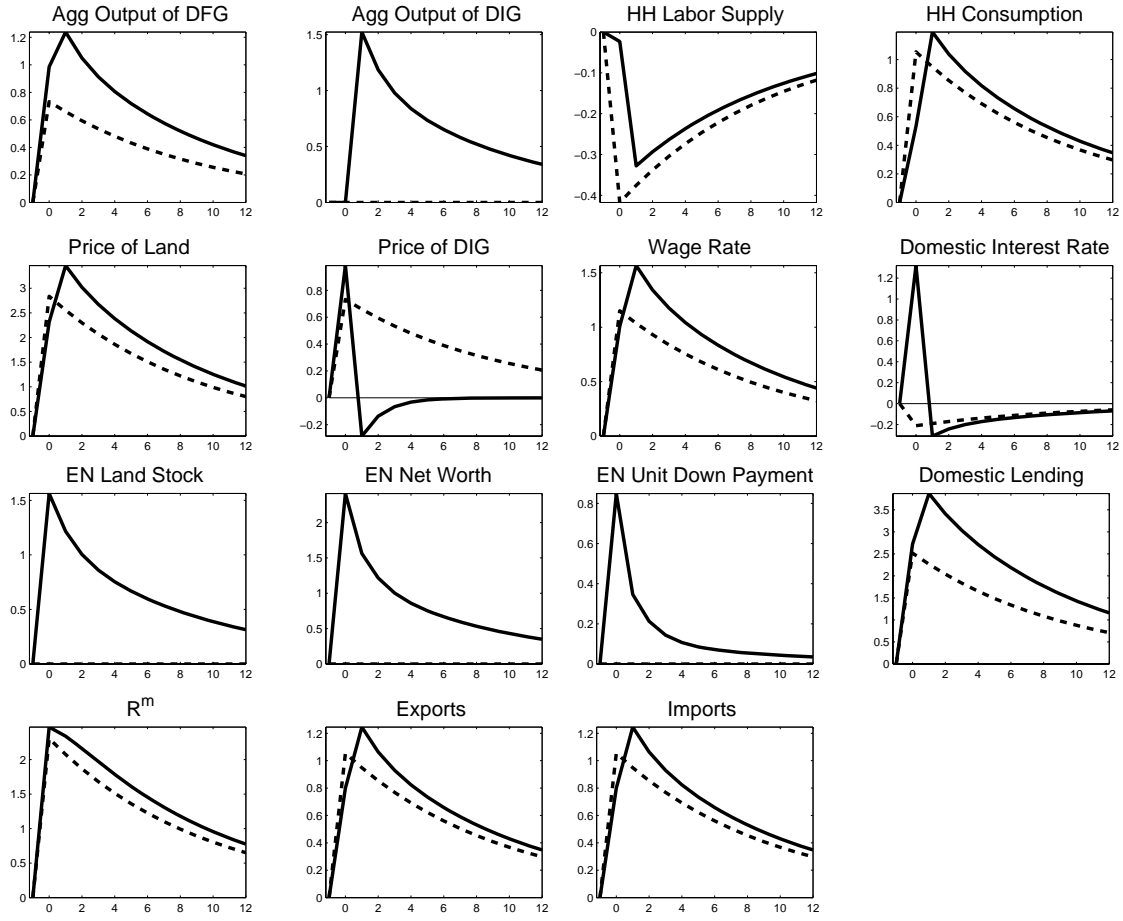 Agg Output of DFG
1.2
1
0.8
0.6
0.4
0.2
0
0 2 4 6 8 10 12
Agg Output of DIG
1.5
1
0.5
0
0 2 4 6 8 10 12
HH Labor Supply
0
−0.1
−0.2
−0.3
−0.4
0 2 4 6 8 10 12
HH Consumption
1
0.8
0.6
0.4
0.2
0
0 2 4 6 8 10 12
Price of Land
3
2.5
2
1.5
1
0.5
0
0 2 4 6 8 10 12
Price of DIG
0.8
0.6
0.4
0.2
0
−0.2
0 2 4 6 8 10 12
Wage Rate
1.5
1
0.5
0
0 2 4 6 8 10 12
Domestic Interest Rate
1.2
1
0.8
0.6
0.4
0.2
0
−0.2
0 2 4 6 8 10 12
EN Land Stock
1.5
1
0.5
0
0 2 4 6 8 10 12
EN Net Worth
2
1.5
1
0.5
0
0 2 4 6 8 10 12
EN Unit Down Payment
0.8
0.6
0.4
0.2
0
0 2 4 6 8 10 12
Domestic Lending
3.5
3
2.5
2
1.5
1
0.5
0
0 2 4 6 8 10 12
R^m
2
1.5
1
0.5
0
0 2 4 6 8 10 12
Exports
1.2
1
0.8
0.6
0.4
0.2
0
0 2 4 6 8 10 12
Imports
1.2
1
0.8
0.6
0.4
0.2
0
0 2 4 6 8 10 12